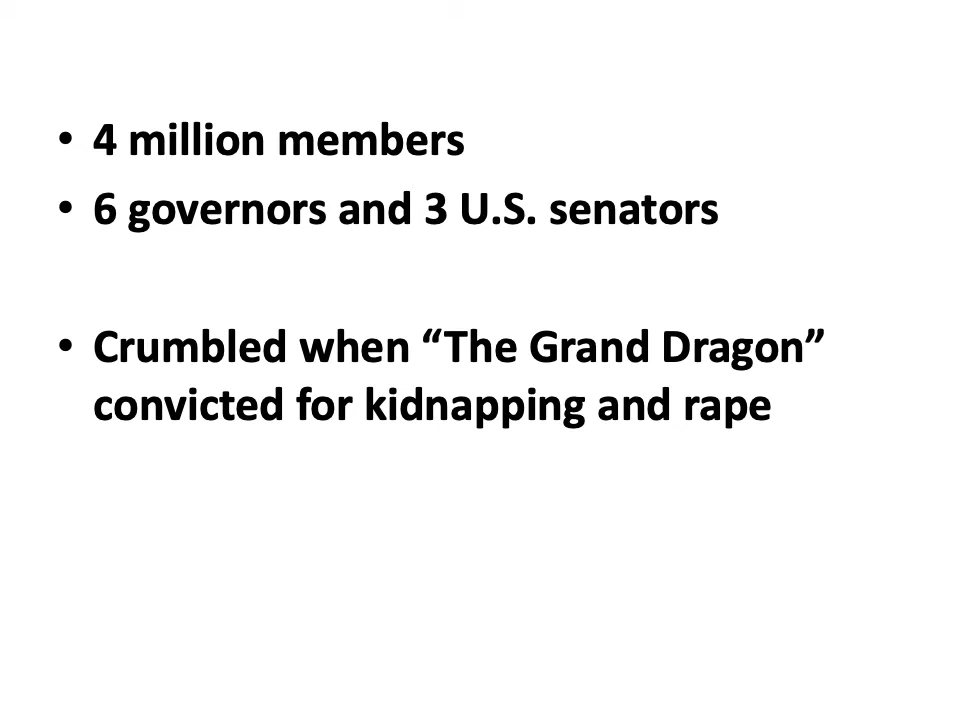 • 4 million members
• 6 governors and 3 U.S. senators
• Crumbled when “The Grand Dragon”
convicted for kidnapping and rape